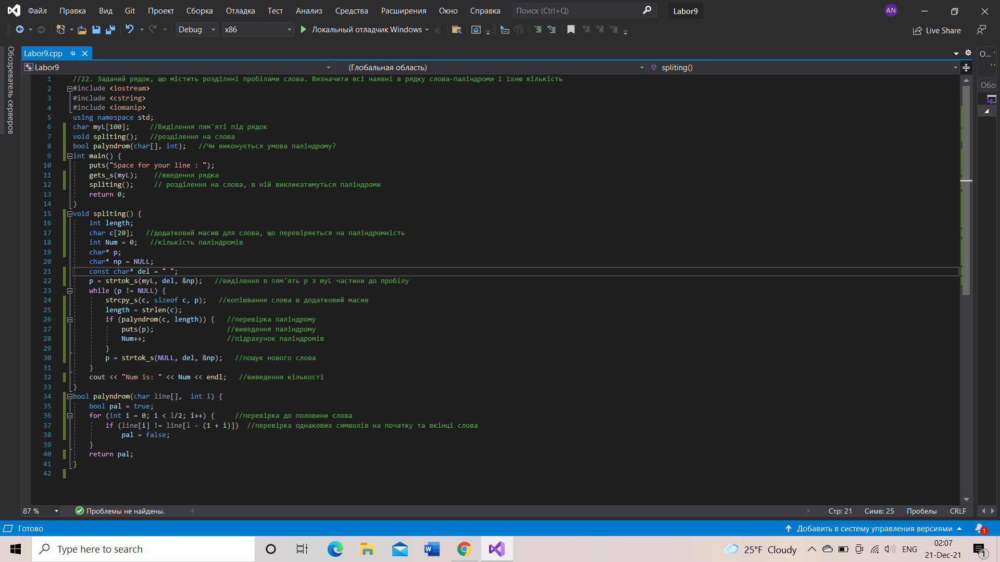 Файл Правка Вид Git Проект Сборка Отладка Тест Анализ Средства Расширения Окно Справка Поиск (Ctrl+Q) Labor9 AN
Debug x86 Локальный отладчик Windows Live Share
Обозреватель серверов
Labor9.cpp О...
Labor9 (Глобальная область) spliting()
Обо
1 //22. Заданий рядок, що містить розділені пробілами слова. Визначити всі наявні в рядку слова-паліндроми і їхню кількість
2 #include <iostream>
3 #include <cstring>
4 #include <iomanip>
5 using namespace std;
6 char myL[100]; //Виділення пям'яті під рядок
7 void spliting(); //розділення на слова
8 bool palyndrom(char[], int); //Чи виконується умова паліндрому?
9 int main() {
10 puts("Space for your line : ");
11 gets_s(myL); //введення рядка
12 spliting(); // розділення на слова, в ній викликатимуться паліндроми
13 return 0;
14 }
15 void spliting() {
16 int length;
17 char c[20]; //додатковий масив для слова, що перевіряється на паліндромність
18 int Num = 0; //кількість паліндромів
19 char* p;
20 char* np = NULL;
21 const char* del = " ";
22 p = strtok_s(myL, del, &np); //виділення в пям'ять p з myL частини до пробілу
23 while (p != NULL) {
24 strcpy_s(c, sizeof c, p); //копіювання слова в додатковий масив
25 length = strlen(c);
26 if (palyndrom(c, length)) { //перевірка паліндрому
27 puts(p); //виведення паліндрому
28 Num++; //підрахунок паліндромів
29 }
30 p = strtok_s(NULL, del, &np); //пошук нового слова
31 }
32 cout << "Num is: " << Num << endl; //виведення кількості
33 }
34 bool palyndrom(char line[], int l) {
35 bool pal = true;
36 for (int i = 0; i < l/2; i++) { //перевірка до половини слова
37 if (line[i] != line[l - (1 + i)]) //перевірка однакових символів на початку та вкінці слова
38 pal = false;
39 }
40 return pal;
41 }
42
87 % Проблемы не найдены. Стр: 21 Симв: 25 Пробелы CRLF
Готово Добавить в систему управления версиями 1
Type here to search 25°F Cloudy ENG 02:07
21-Dec-21 1